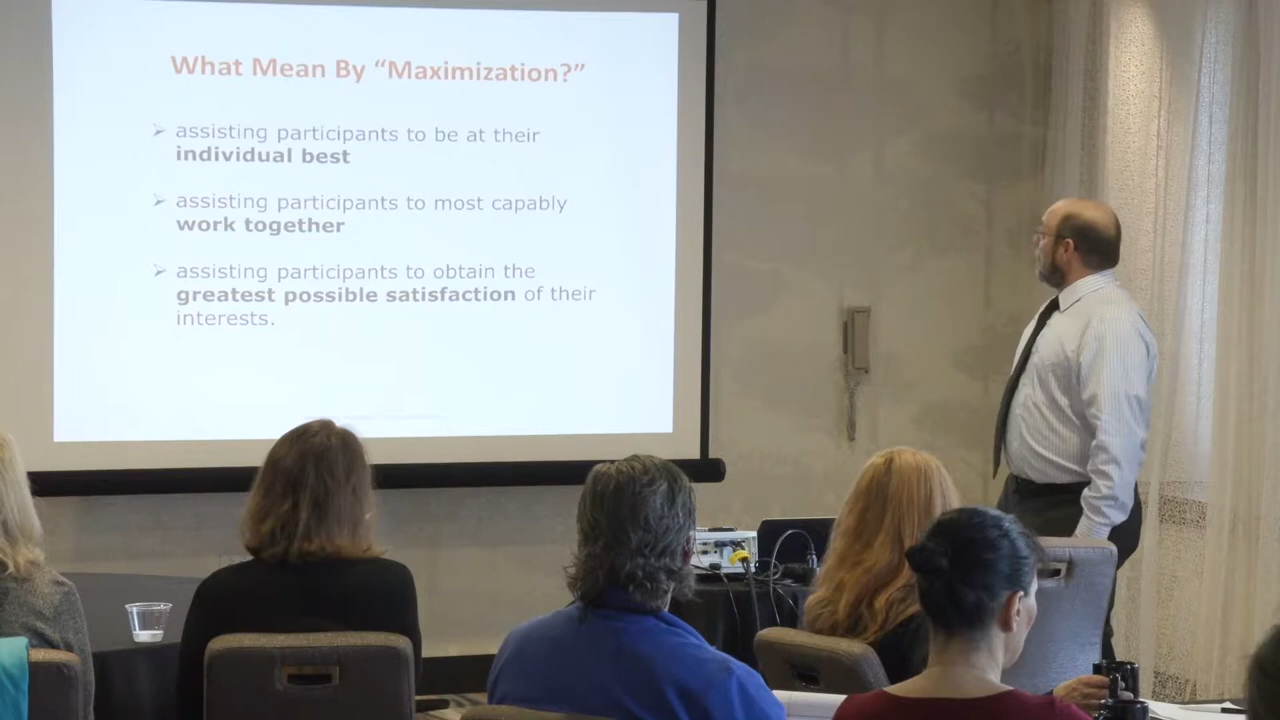 What Mean By “Maximization?”
➢ assisting participants to be at their
individual best
➢ assisting participants to most capably
work together
➢ assisting participants to obtain the
greatest possible satisfaction of their
interests.